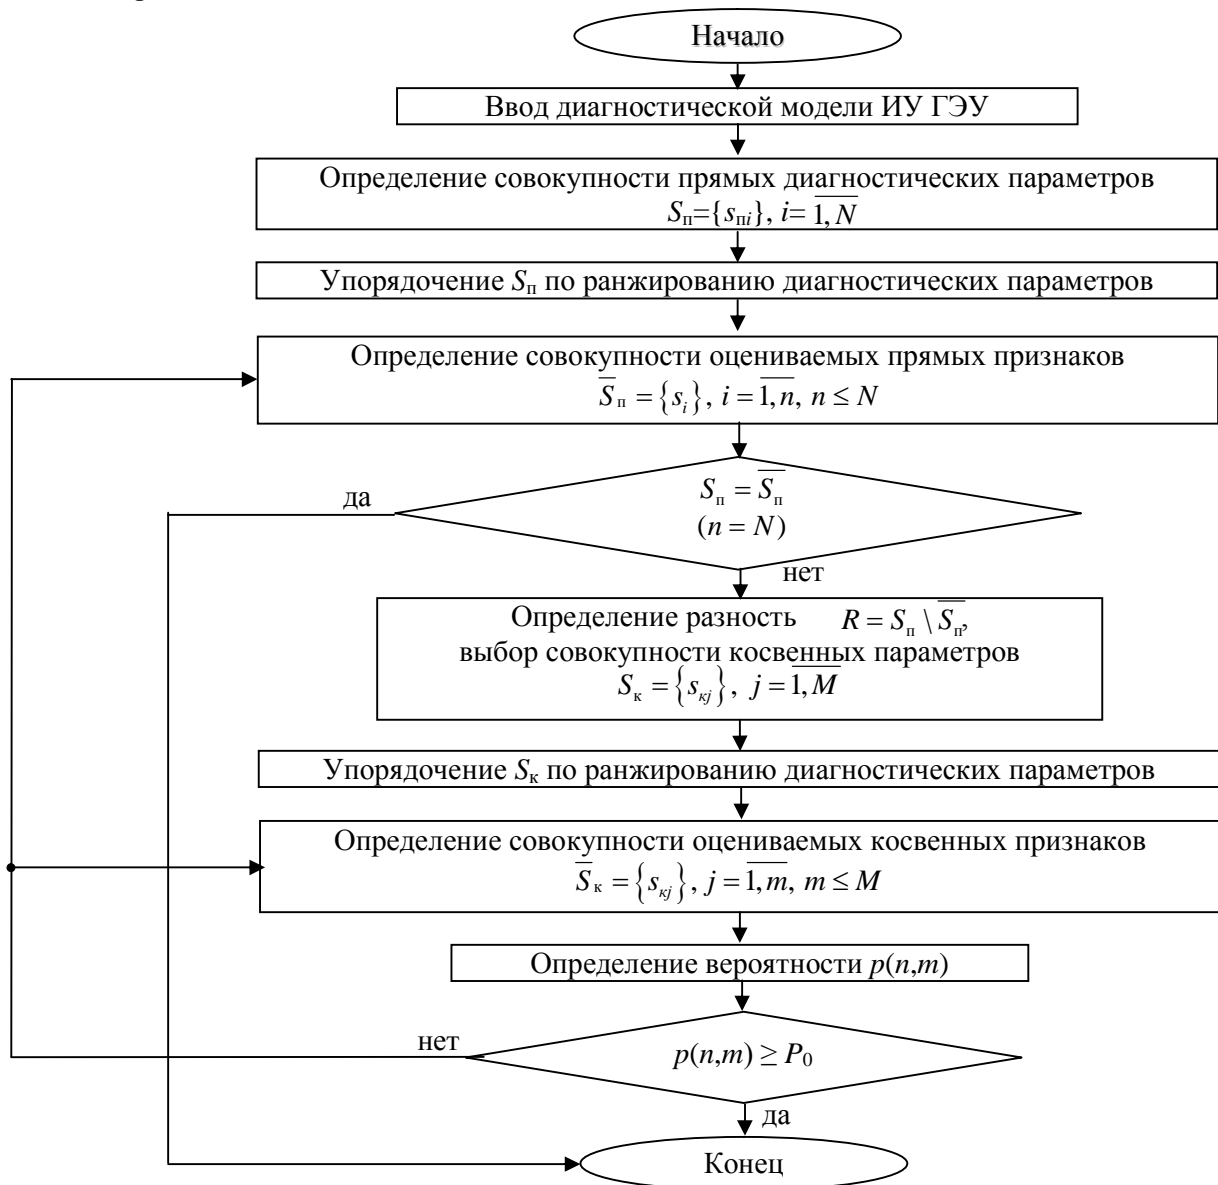 Начало
Ввод диагностической модели ИУ ГЭУ
Определение совокупности прямых диагностических параметров
Sп={sпi}, i= 1, N
Упорядочение Sп по ранжированию диагностических параметров
Определение совокупности оцениваемых прямых признаков
S̅п = {si}, i = 1, n, n ≤ N
да
Sп = S̅п
(n = N)
нет
Определение разность R = Sп \ S̅п,
выбор совокупности косвенных параметров
Sк = {sкj}, j = 1, M
Упорядочение Sк по ранжированию диагностических параметров
Определение совокупности оцениваемых косвенных признаков
S̅к = {sкj}, j = 1, m, m ≤ M
Определение вероятности p(n,m)
нет
p(n,m) ≥ P0
да
Конец